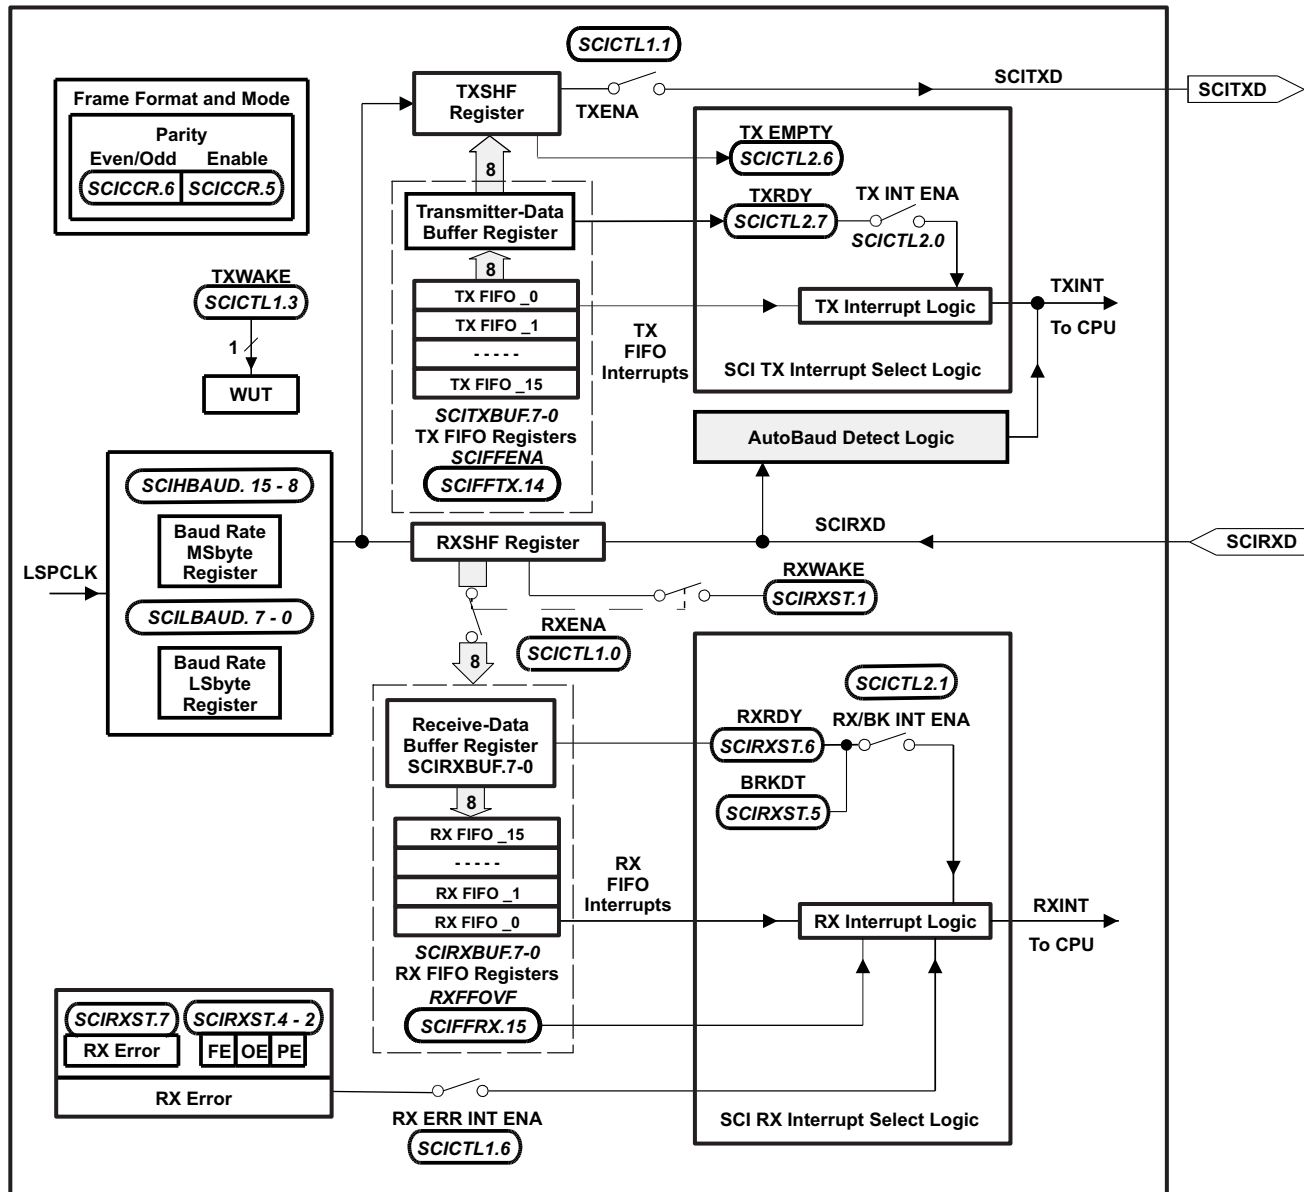 SCICTL1.1
TXSHF
Register
TXENA
SCITXD
SCITXD
Frame Format and Mode
Parity
Even/Odd Enable
SCICCR.6 SCICCR.5
8
TX EMPTY
SCICTL2.6
Transmitter-Data
Buffer Register
TXRDY
SCICTL2.7
TX INT ENA
SCICTL2.0
8
TXWAKE
SCICTL1.3
1
WUT
TX FIFO _0
TX FIFO _1
- - - - -
TX FIFO _15
SCITXBUF.7-0
TX FIFO Registers
SCIFFENA
SCIFFTX.14
TX
FIFO
Interrupts
TX Interrupt Logic
SCI TX Interrupt Select Logic
TXINT
To CPU
AutoBaud Detect Logic
LSPCLK
SCIHBAUD. 15 - 8
Baud Rate
MSbyte
Register
SCILBAUD. 7 - 0
Baud Rate
LSbyte
Register
RXSHF Register
SCIRXD
SCIRXD
RXWAKE
SCIRXST.1
RXENA
SCICTL1.0
8
Receive-Data
Buffer Register
SCIRXBUF.7-0
8
RX FIFO _15
- - - - -
RX FIFO _1
RX FIFO _0
SCIRXBUF.7-0
RX FIFO Registers
RXFFOVF
SCIFFRX.15
RX
FIFO
Interrupts
SCICTL2.1
RXRDY
SCIRXST.6
RX/BK INT ENA
BRKDT
SCIRXST.5
RX Interrupt Logic
RXINT
To CPU
SCI RX Interrupt Select Logic
SCIRXST.7 SCIRXST.4 - 2
RX Error FE OE PE
RX Error
RX ERR INT ENA
SCICTL1.6